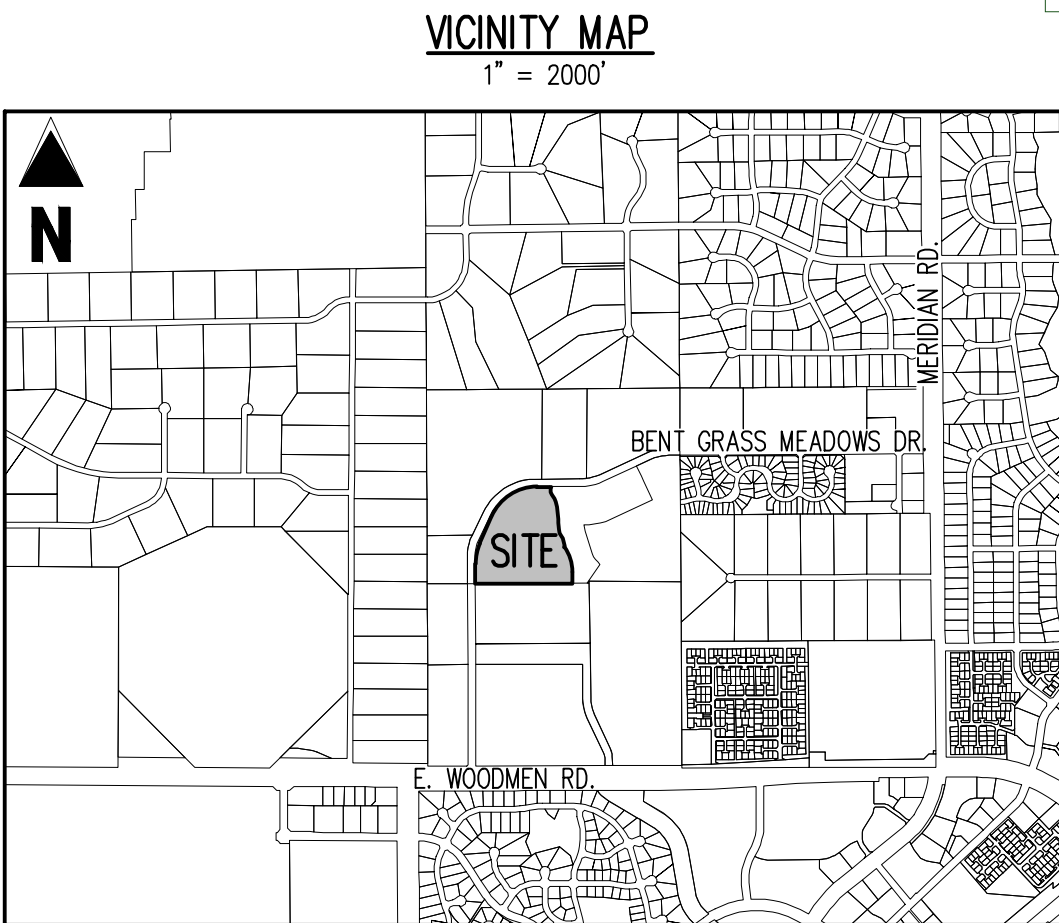 VICINITY MAP
1" = 2000'
N
MERIDIAN RD.
BENT GRASS MEADOWS DR.
SITE
E. WOODMEN RD.